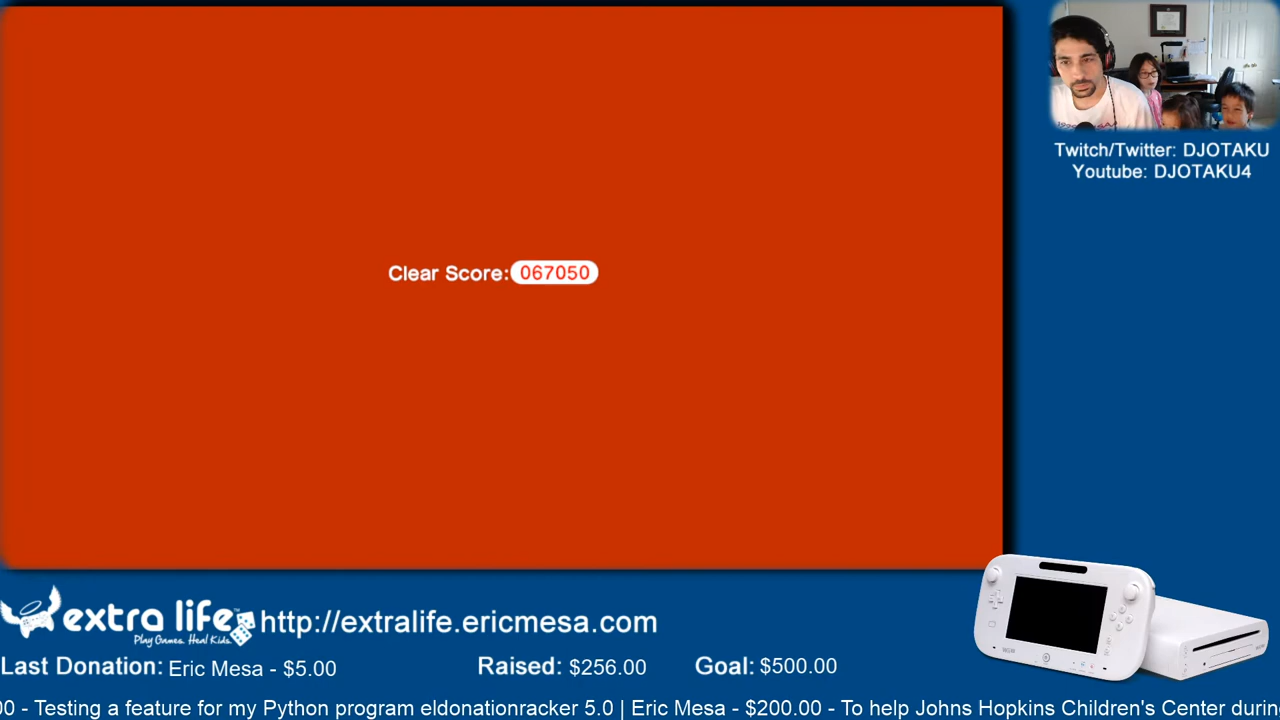 Twitch/Twitter: DJOTAKU
Youtube: DJOTAKU4
Clear Score: 067050
extra life
Play Games. Heal Kids.
http://extralife.ericmesa.com
Last Donation: Eric Mesa - $5.00 Raised: $256.00 Goal: $500.00
00 - Testing a feature for my Python program eldonationracker 5.0 | Eric Mesa - $200.00 - To help Johns Hopkins Children's Center durin